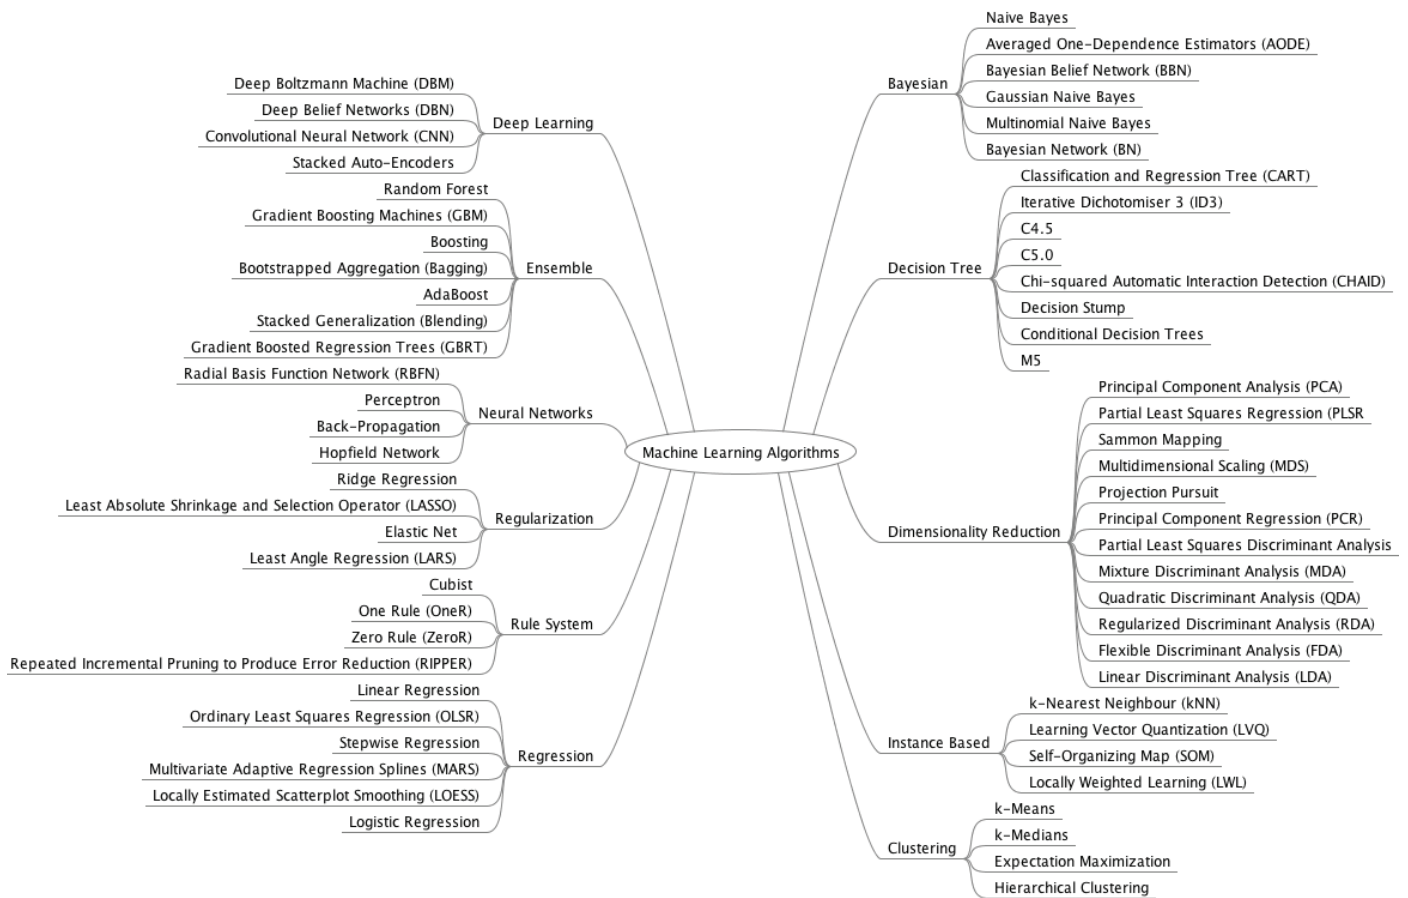 Machine Learning Algorithms
Deep Learning
Deep Boltzmann Machine (DBM)
Deep Belief Networks (DBN)
Convolutional Neural Network (CNN)
Stacked Auto-Encoders
Ensemble
Random Forest
Gradient Boosting Machines (GBM)
Boosting
Bootstrapped Aggregation (Bagging)
AdaBoost
Stacked Generalization (Blending)
Gradient Boosted Regression Trees (GBRT)
Neural Networks
Radial Basis Function Network (RBFN)
Perceptron
Back-Propagation
Hopfield Network
Regularization
Ridge Regression
Least Absolute Shrinkage and Selection Operator (LASSO)
Elastic Net
Least Angle Regression (LARS)
Rule System
Cubist
One Rule (OneR)
Zero Rule (ZeroR)
Repeated Incremental Pruning to Produce Error Reduction (RIPPER)
Regression
Linear Regression
Ordinary Least Squares Regression (OLSR)
Stepwise Regression
Multivariate Adaptive Regression Splines (MARS)
Locally Estimated Scatterplot Smoothing (LOESS)
Logistic Regression
Bayesian
Naive Bayes
Averaged One-Dependence Estimators (AODE)
Bayesian Belief Network (BBN)
Gaussian Naive Bayes
Multinomial Naive Bayes
Bayesian Network (BN)
Decision Tree
Classification and Regression Tree (CART)
Iterative Dichotomiser 3 (ID3)
C4.5
C5.0
Chi-squared Automatic Interaction Detection (CHAID)
Decision Stump
Conditional Decision Trees
M5
Dimensionality Reduction
Principal Component Analysis (PCA)
Partial Least Squares Regression (PLSR
Sammon Mapping
Multidimensional Scaling (MDS)
Projection Pursuit
Principal Component Regression (PCR)
Partial Least Squares Discriminant Analysis
Mixture Discriminant Analysis (MDA)
Quadratic Discriminant Analysis (QDA)
Regularized Discriminant Analysis (RDA)
Flexible Discriminant Analysis (FDA)
Linear Discriminant Analysis (LDA)
Instance Based
k-Nearest Neighbour (kNN)
Learning Vector Quantization (LVQ)
Self-Organizing Map (SOM)
Locally Weighted Learning (LWL)
Clustering
k-Means
k-Medians
Expectation Maximization
Hierarchical Clustering